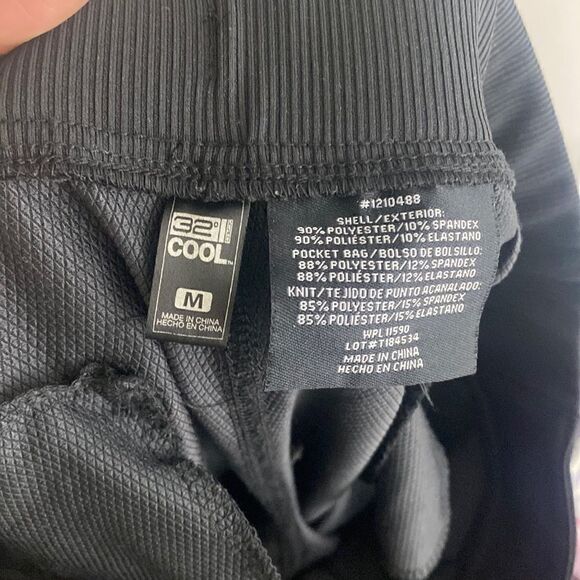 32°
COOL™
M
MADE IN CHINA
HECHO EN CHINA
#1210488
SHELL/EXTERIOR:
90% POLYESTER/10% SPANDEX
90% POLIÉSTER/10% ELASTANO
POCKET BAG/BOLSO DE BOLSILLO:
88% POLYESTER/12% SPANDEX
88% POLIÉSTER/12% ELASTANO
KNIT/TEJIDO DE PUNTO ACANALADO:
85% POLYESTER/15% SPANDEX
85% POLIÉSTER/15% ELASTANO
WPL 11590
LOT#T184534
MADE IN CHINA
HECHO EN CHINA